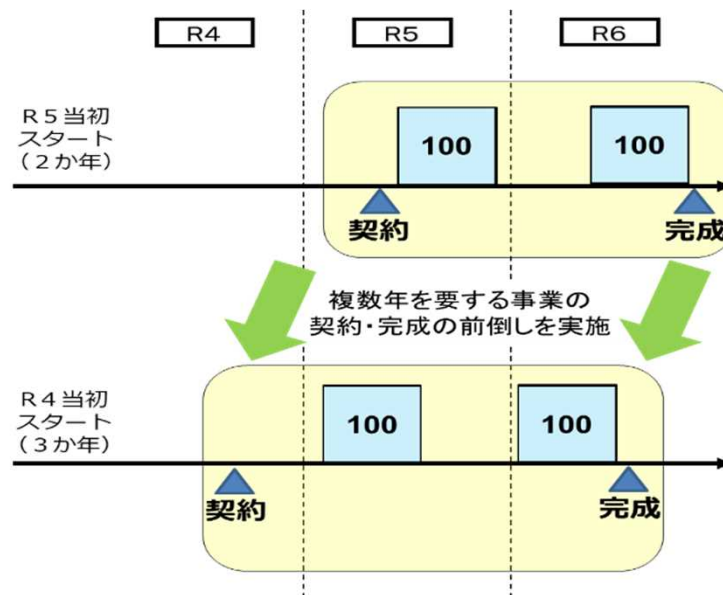 R4
R5
R6
R5当初
スタート
(2か年)
100
100
契約
完成
複数年を要する事業の
契約・完成の前倒しを実施
R4当初
スタート
(3か年)
100
100
契約
完成